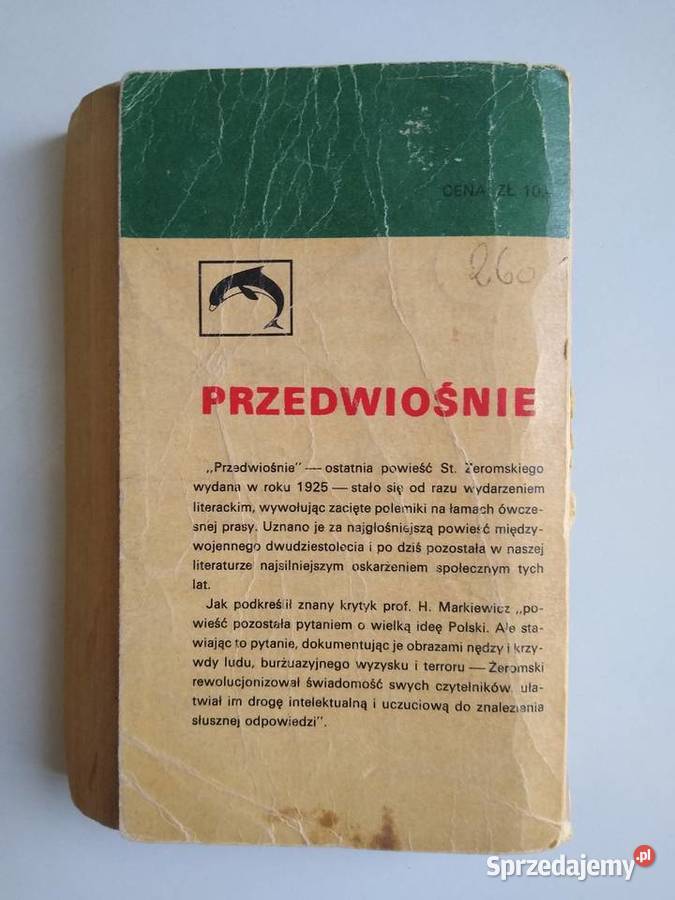 CENA ZŁ 10,-
260
PRZEDWIOŚNIE
„Przedwiośnie" — ostatnia powieść St. Żeromskiego
wydana w roku 1925 — stało się od razu wydarzeniem
literackim, wywołując zacięte polemiki na łamach ówcze-
snej prasy. Uznano je za najgłośniejszą powieść między-
wojennego dwudziestolecia i po dziś pozostała w naszej
literaturze najsilniejszym oskarżeniem społecznym tych
lat.
Jak podkreślił znany krytyk prof. H. Markiewicz „po-
wieść pozostała pytaniem o wielką ideę Polski. Ale sta-
wiając to pytanie, dokumentując je obrazami nędzy i krzy-
wdy ludu, burżuazyjnego wyzysku i terroru — Żeromski
rewolucjonizował świadomość swych czytelników, uła-
twiał im drogę intelektualną i uczuciową do znalezienia
słusznej odpowiedzi".
Sprzedajemy.pl